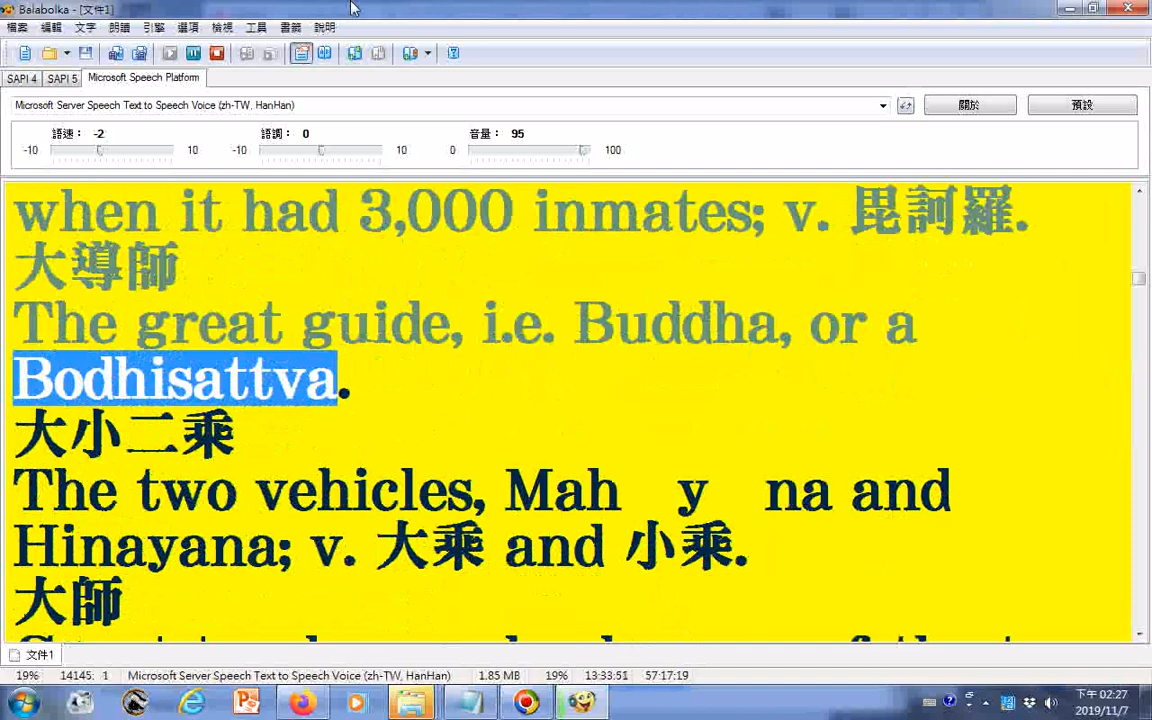 Balabolka - [文件1]
檔案 編輯 文字 朗讀 引擎 選項 檢視 工具 書籤 說明
SAPI 4 SAPI 5 Microsoft Speech Platform
Microsoft Server Speech Text to Speech Voice (zh-TW, HanHan) 關於 預設
語速： -2 語調： 0 音量： 95
-10 10 -10 10 0 100
when it had 3,000 inmates; v. 毘訶羅.
大導師
The great guide, i.e. Buddha, or a
Bodhisattva.
大小二乘
The two vehicles, Mah y na and
Hinayana; v. 大乘 and 小乘.
大師
文件1
19% 14145: 1 Microsoft Server Speech Text to Speech Voice (zh-TW, HanHan) 1.85 MB 19% 13:33:51 57:17:19
下午 02:27
2019/11/7